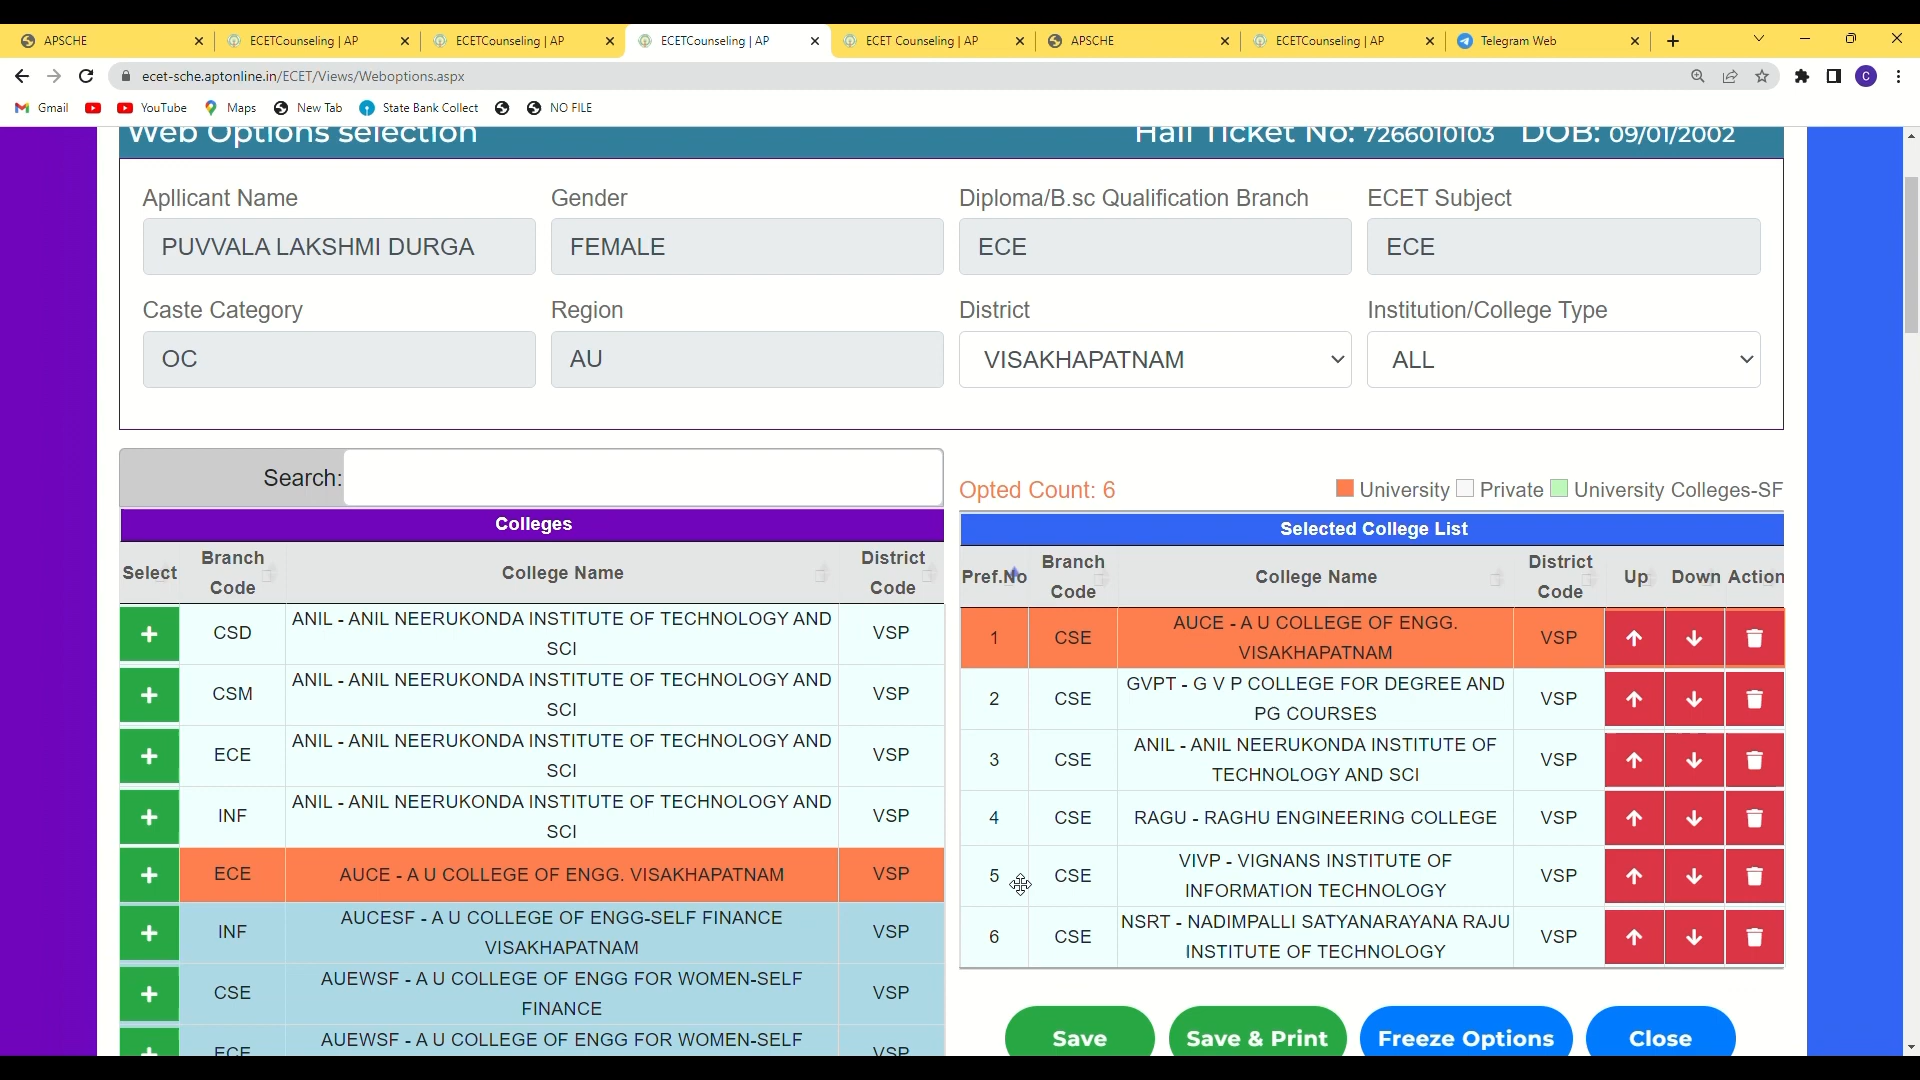 APSCHE
ECETCounseling | AP
ECETCounseling | AP
ECETCounseling | AP
ECET Counseling | AP
APSCHE
ECETCounseling | AP
Telegram Web
ecet-sche.aptonline.in/ECET/Views/Weboptions.aspx
C
Gmail
YouTube
Maps
New Tab
State Bank Collect
NO FILE
Web Options selection
Hall Ticket No: 7266010103 DOB: 09/01/2002
Apllicant Name
Gender
Diploma/B.sc Qualification Branch
ECET Subject
PUVVALA LAKSHMI DURGA
FEMALE
ECE
ECE
Caste Category
Region
District
Institution/College Type
OC
AU
VISAKHAPATNAM
ALL
Search:
Colleges
Select
Branch
Code
College Name
District
Code
CSD
ANIL - ANIL NEERUKONDA INSTITUTE OF TECHNOLOGY AND
SCI
VSP
CSM
ANIL - ANIL NEERUKONDA INSTITUTE OF TECHNOLOGY AND
SCI
VSP
ECE
ANIL - ANIL NEERUKONDA INSTITUTE OF TECHNOLOGY AND
SCI
VSP
INF
ANIL - ANIL NEERUKONDA INSTITUTE OF TECHNOLOGY AND
SCI
VSP
ECE
AUCE - A U COLLEGE OF ENGG. VISAKHAPATNAM
VSP
INF
AUCESF - A U COLLEGE OF ENGG-SELF FINANCE
VISAKHAPATNAM
VSP
CSE
AUEWSF - A U COLLEGE OF ENGG FOR WOMEN-SELF
FINANCE
VSP
ECE
AUEWSF - A U COLLEGE OF ENGG FOR WOMEN-SELF
VSP
Opted Count: 6
University
Private
University Colleges-SF
Selected College List
Pref.No
Branch
Code
College Name
District
Code
Up
Down
Action
1
CSE
AUCE - A U COLLEGE OF ENGG.
VISAKHAPATNAM
VSP
2
CSE
GVPT - G V P COLLEGE FOR DEGREE AND
PG COURSES
VSP
3
CSE
ANIL - ANIL NEERUKONDA INSTITUTE OF
TECHNOLOGY AND SCI
VSP
4
CSE
RAGU - RAGHU ENGINEERING COLLEGE
VSP
5
CSE
VIVP - VIGNANS INSTITUTE OF
INFORMATION TECHNOLOGY
VSP
6
CSE
NSRT - NADIMPALLI SATYANARAYANA RAJU
INSTITUTE OF TECHNOLOGY
VSP
Save
Save & Print
Freeze Options
Close